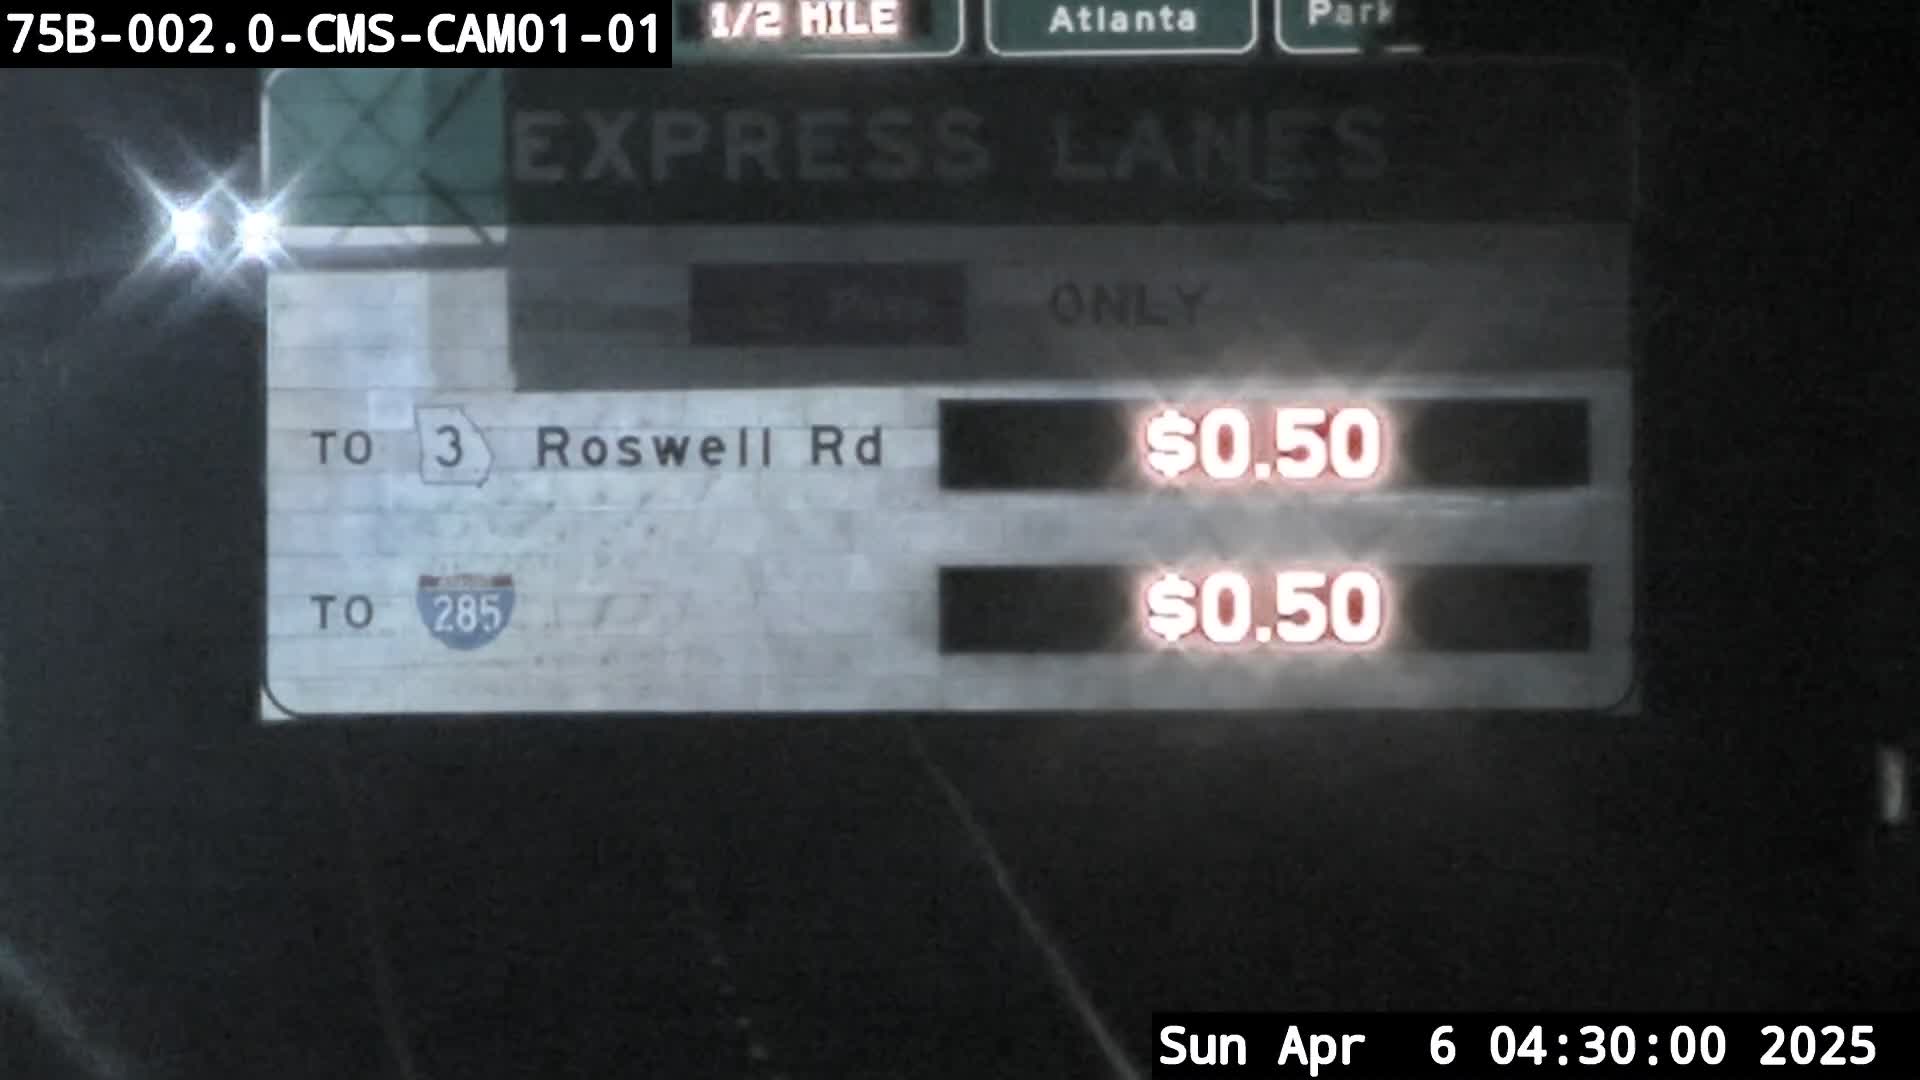 75B-002.0-CMS-CAM01-01
1/2 MILE
Atlanta
Park
EXPRESS LANES
ONLY
TO 3 Roswell Rd $0.50
TO 285 $0.50
Sun Apr 6 04:30:00 2025